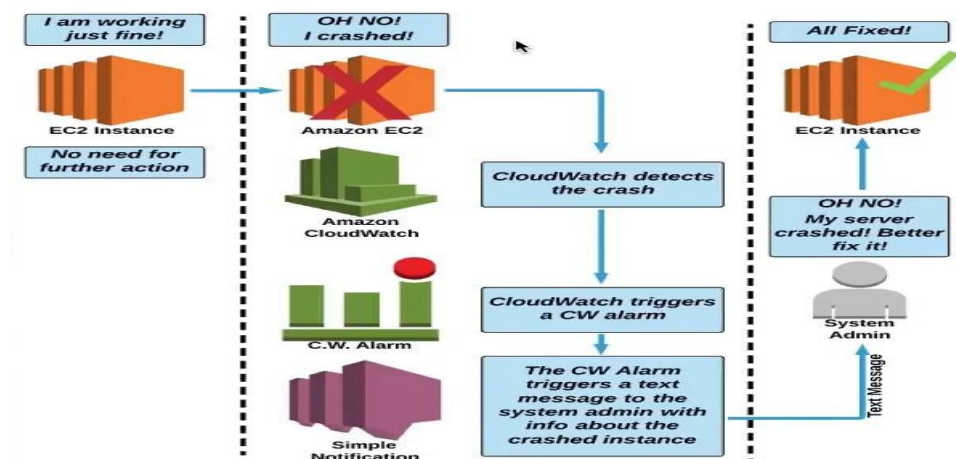 I am working
just fine!
EC2 Instance
No need for
further action
OH NO!
I crashed!
Amazon EC2
Amazon
CloudWatch
C.W. Alarm
Simple
Notification
CloudWatch detects
the crash
CloudWatch triggers
a CW alarm
The CW Alarm
triggers a text
message to the
system admin with
info about the
crashed instance
All Fixed!
EC2 Instance
OH NO!
My server
crashed! Better
fix it!
System
Admin
Text Message